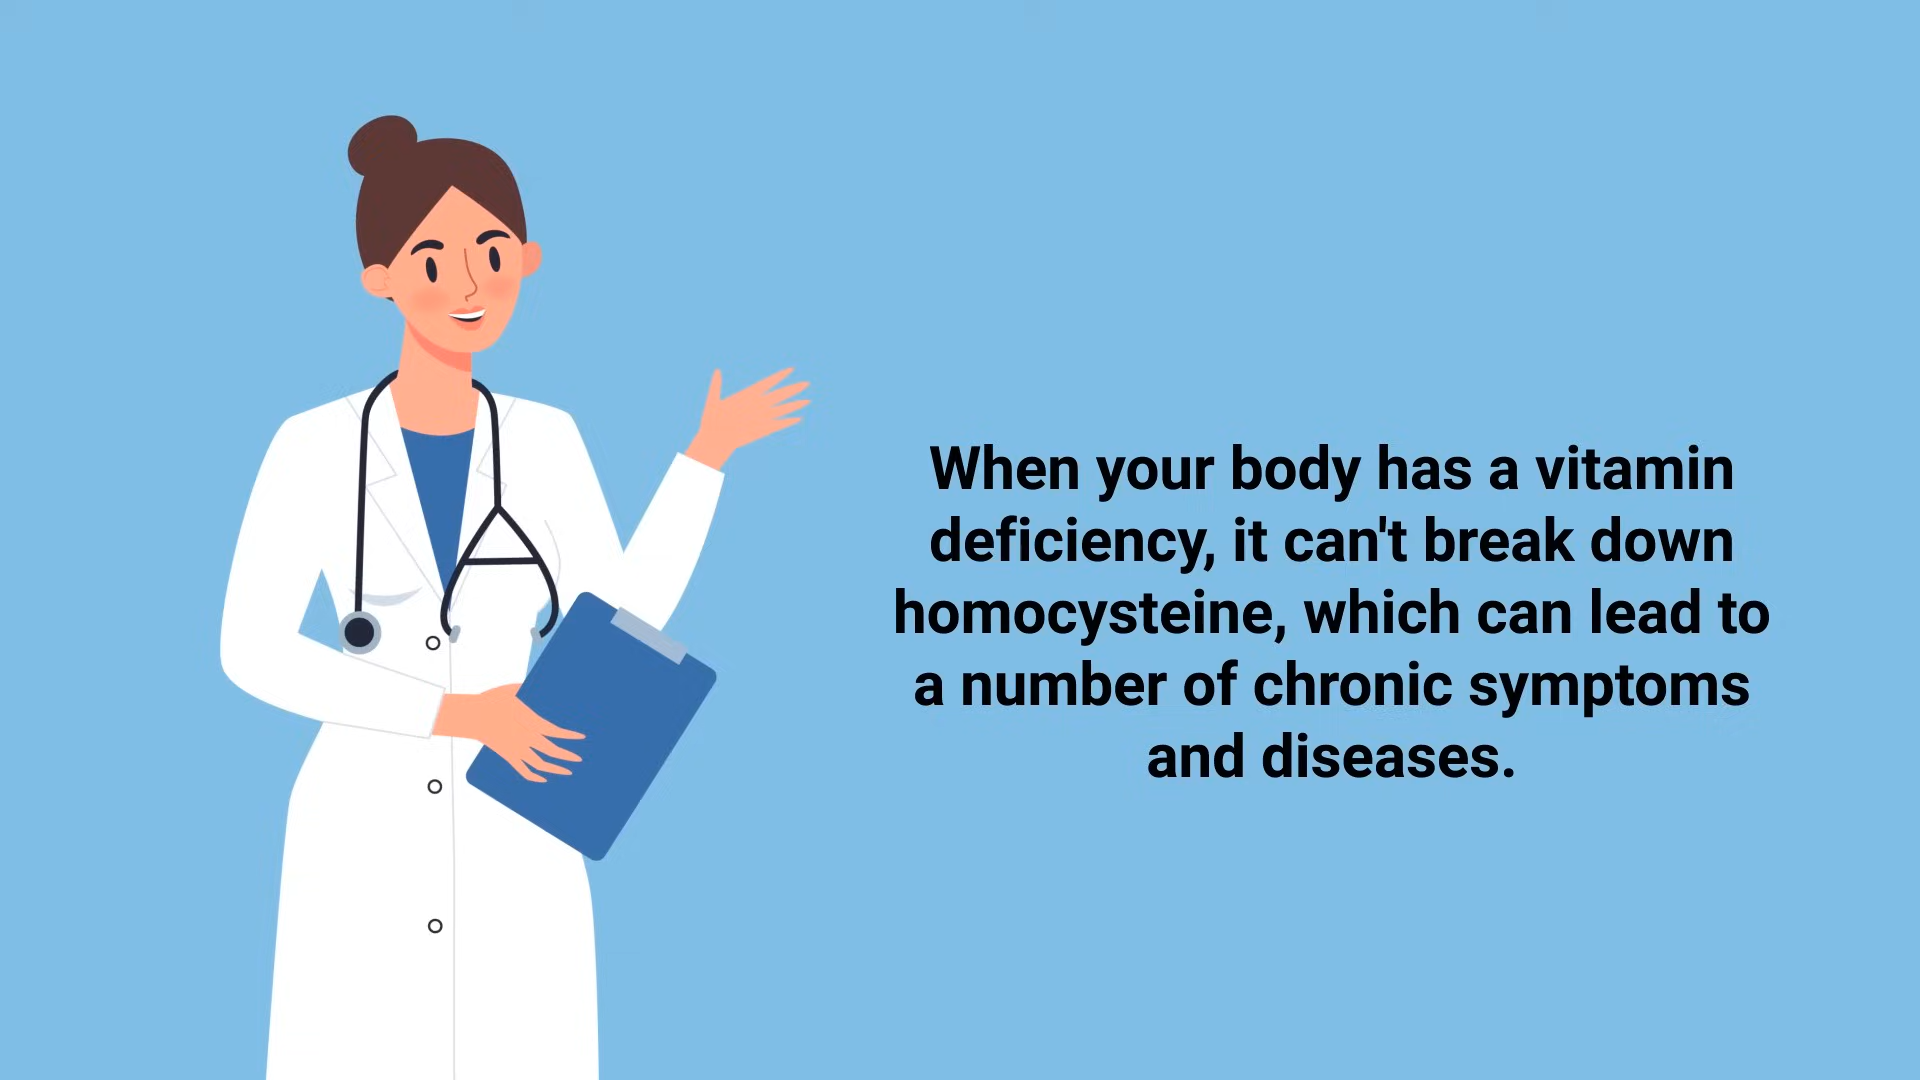 When your body has a vitamin
deficiency, it can't break down
homocysteine, which can lead to
a number of chronic symptoms
and diseases.